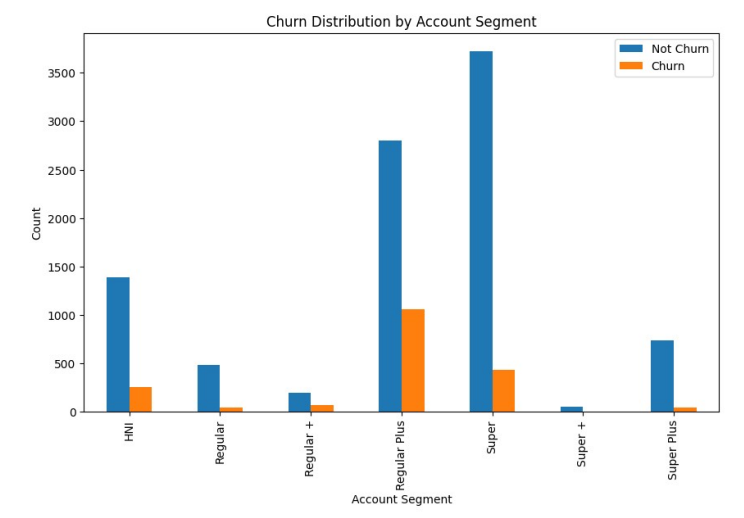 Churn Distribution by Account Segment
Not Churn
Churn
Count
3500
3000
2500
2000
1500
1000
500
0
HNI
Regular
Regular +
Regular Plus
Super
Super +
Super Plus
Account Segment